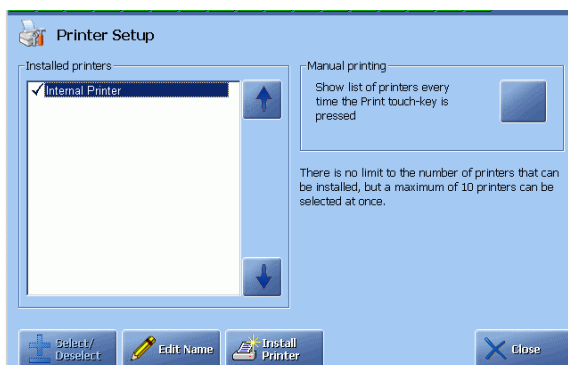 Printer Setup
Installed printers
Internal Printer
Manual printing
Show list of printers every
time the Print touch-key is
pressed
There is no limit to the number of printers that can
be installed, but a maximum of 10 printers can be
selected at once.
Select/
Deselect
Edit Name
Install
Printer
Close